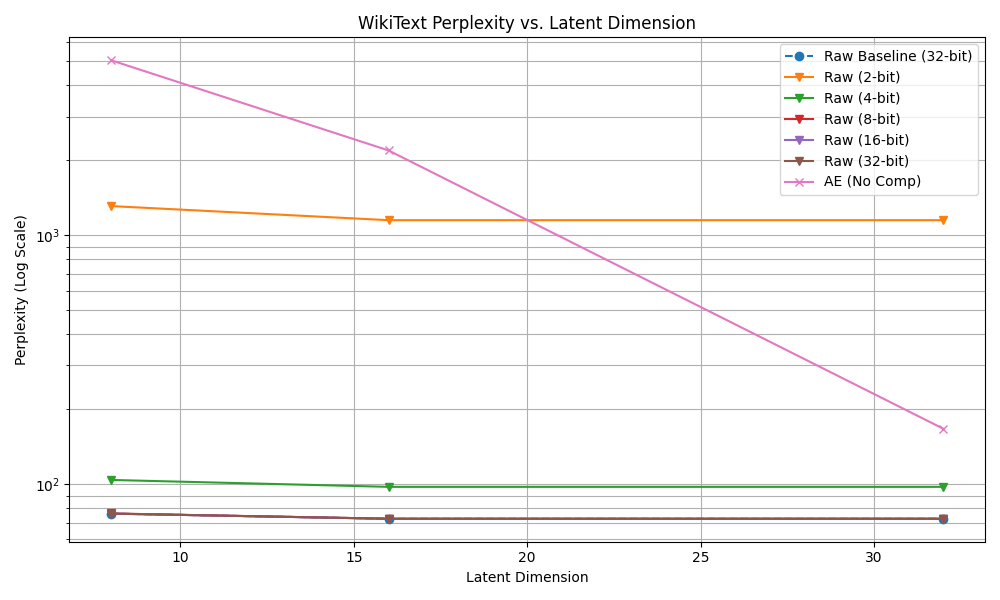 WikiText Perplexity vs. Latent Dimension
Raw Baseline (32-bit)
Raw (2-bit)
Raw (4-bit)
Raw (8-bit)
Raw (16-bit)
Raw (32-bit)
AE (No Comp)
Perplexity (Log Scale)
10³
10²
10 15 20 25 30
Latent Dimension